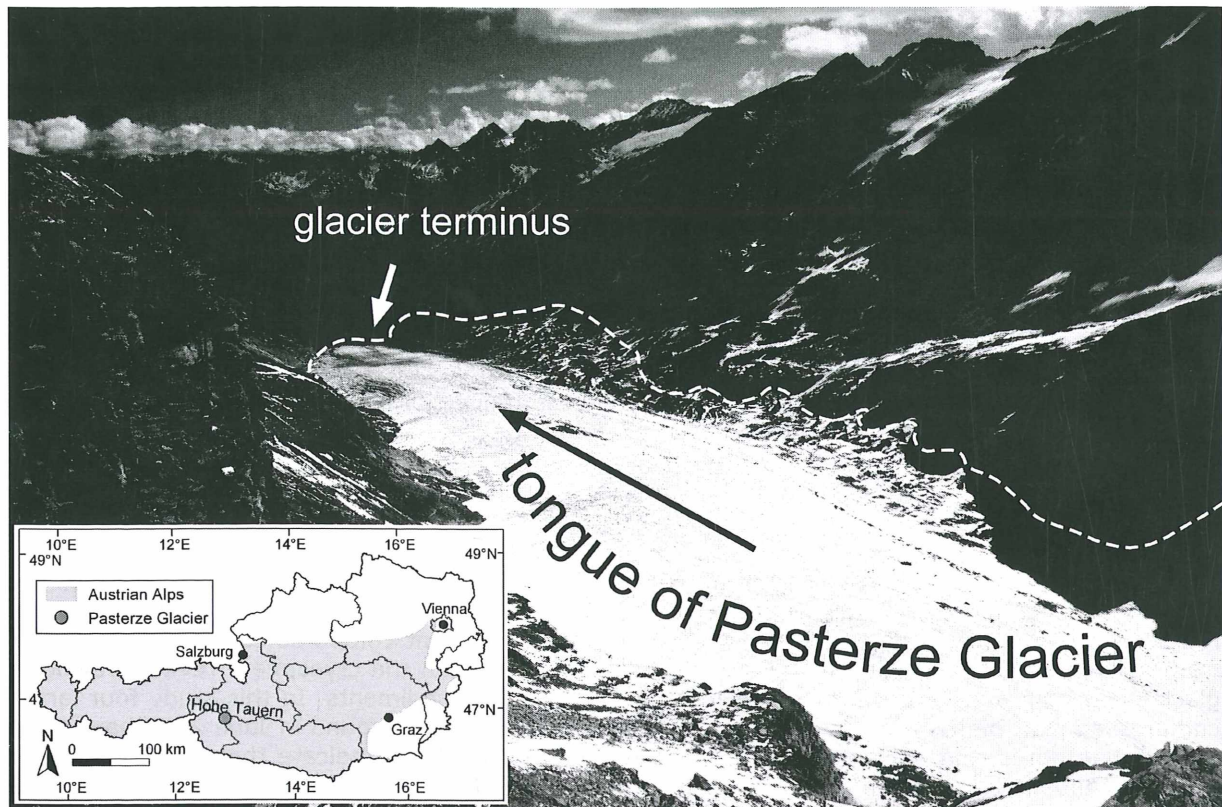 glacier terminus
tongue of Pasterze Glacier
10°E 12°E 14°E 16°E
49°N 49°N
Austrian Alps
Pasterze Glacier
Vienna
Salzburg
Hohe Tauern
Graz
47°N 47°N
N
0 100 km
10°E 12°E 14°E 16°E